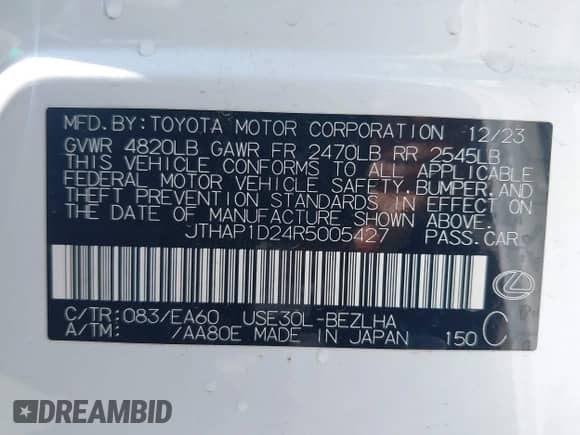 MFD.BY:TOYOTA MOTOR CORPORATION 12/23
GVWR 4820LB GAWR FR 2470LB RR 2545LB
THIS VEHICLE CONFORMS TO ALL APPLICABLE
FEDERAL MOTOR VEHICLE SAFETY,BUMPER,AND
THEFT PREVENTION STANDARDS IN EFFECT ON
THE DATE OF MANUFACTURE SHOWN ABOVE.
JTHAP1D24R5005427 PASS.CAR
C/TR:083/EA60 USE30L-BEZLHA
A/TM: /AA80E MADE IN JAPAN 150 C
DREAMBID